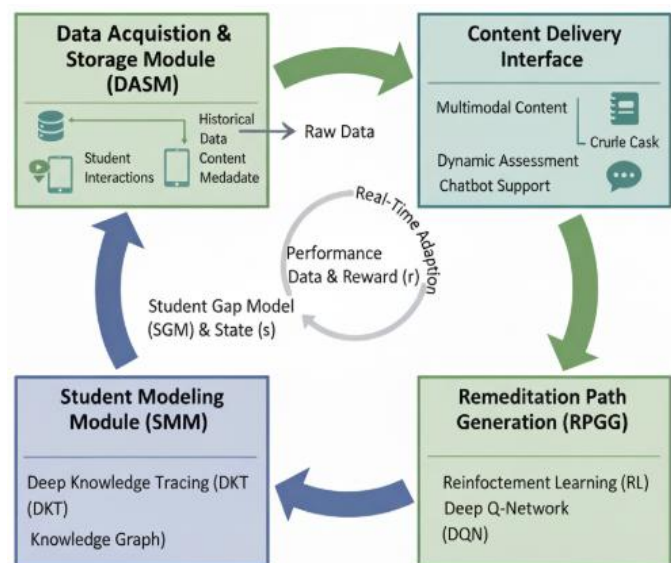 Data Acquistion &
Storage Module
(DASM)
Historical
Data
Content
Medadate
Student
Interactions
Raw Data
Content Delivery
Interface
Multimodal Content
Crurle Cask
Dynamic Assessment
Chatbot Support
Real-Time Adaption
Performance
Data & Reward (r)
Student Gap Model
(SGM) & State (s)
Student Modeling
Module (SMM)
Deep Knowledge Tracing (DKT
(DKT)
Knowledge Graph)
Remeditation Path
Generation (RPGG)
Reinfoctement Learning (RL)
Deep Q-Network
(DQN)